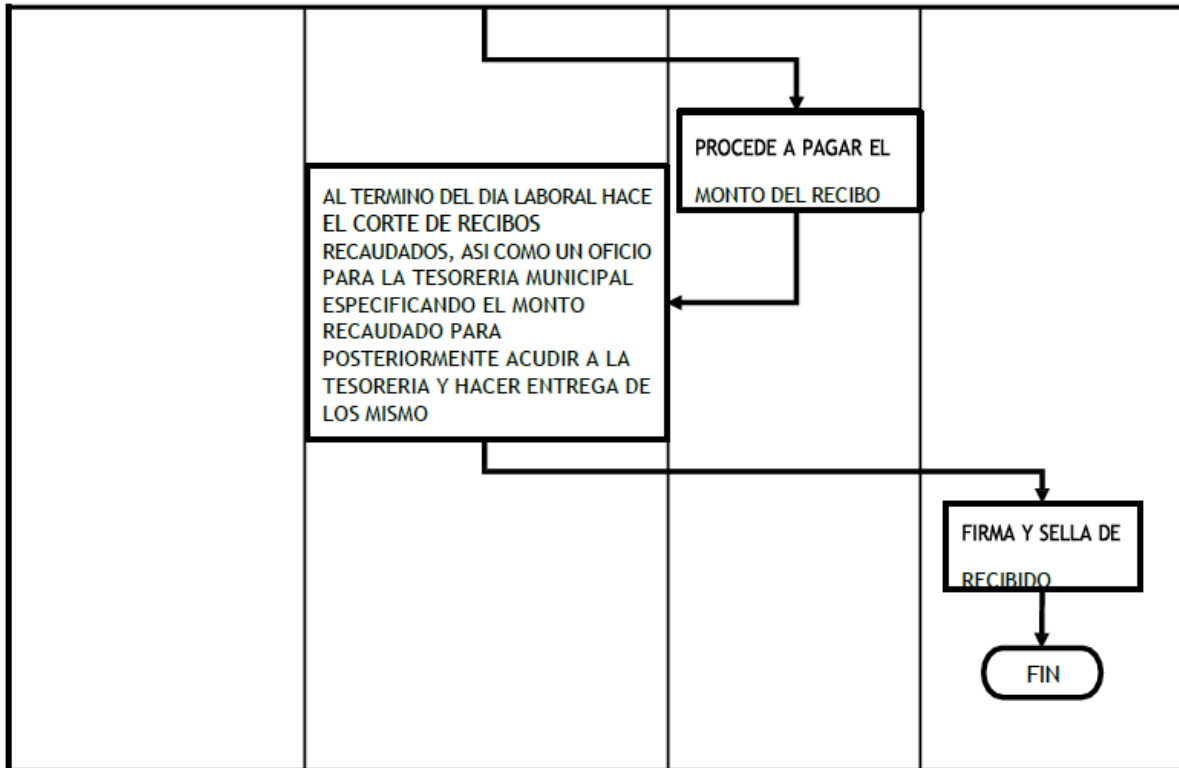 PROCEDE A PAGAR EL
MONTO DEL RECIBO
AL TERMINO DEL DIA LABORAL HACE
EL CORTE DE RECIBOS
RECAUDADOS, ASI COMO UN OFICIO
PARA LA TESORERIA MUNICIPAL
ESPECIFICANDO EL MONTO
RECAUDADO PARA
POSTERIORMENTE ACUDIR A LA
TESORERIA Y HACER ENTREGA DE
LOS MISMO
FIRMA Y SELLA DE
RECIBIDO
FIN